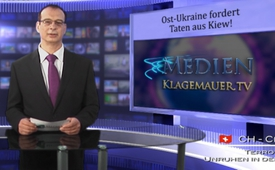 Ost-Ukraine fordert
Taten aus Kiew!
MEDIEN
KLAGEMAUER.TV
CH - C
UNRUHEN IN DE